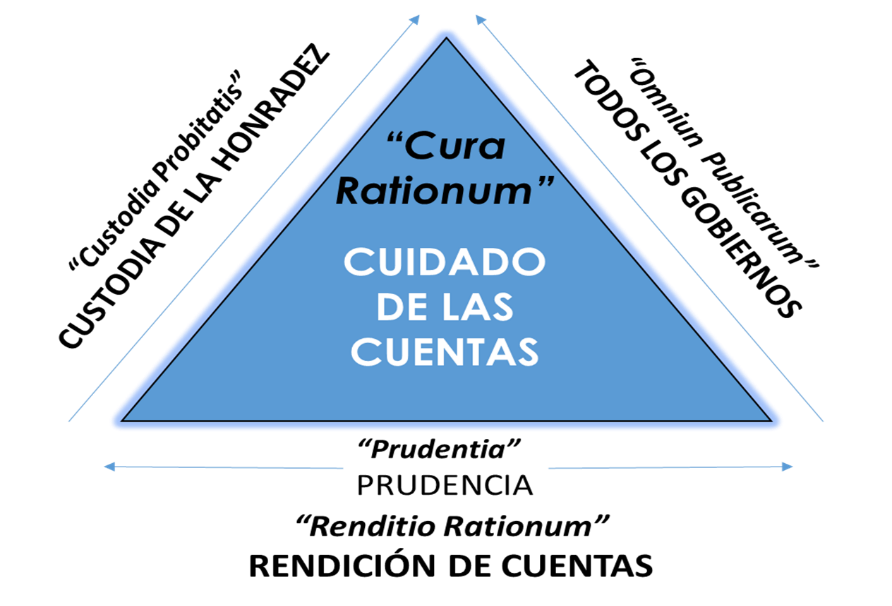 “Custodia Probitatis”
CUSTODIA DE LA HONRADEZ
“Omniun Publicarum”
TODOS LOS GOBIERNOS
“Cura
Rationum”
CUIDADO
DE LAS
CUENTAS
“Prudentia”
PRUDENCIA
“Renditio Rationum”
RENDICIÓN DE CUENTAS